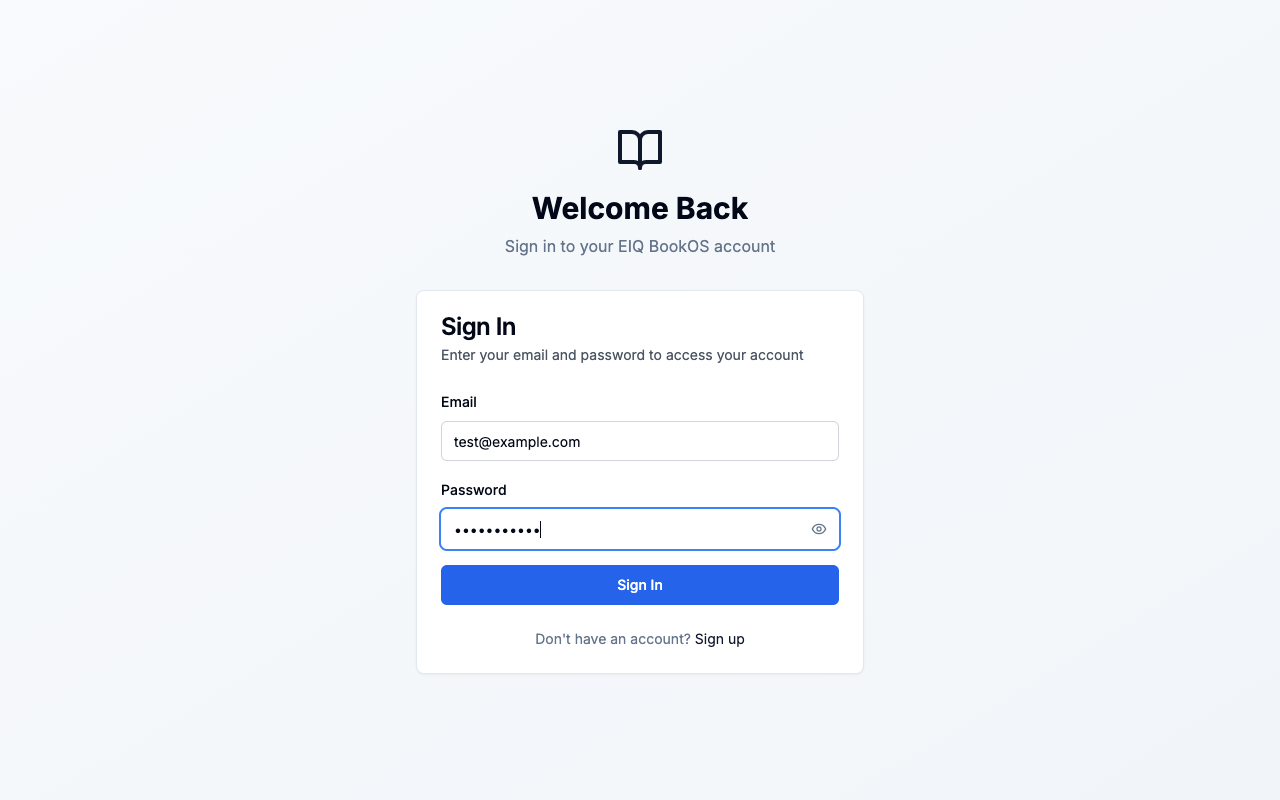 Welcome Back
Sign in to your EIQ BookOS account
Sign In
Enter your email and password to access your account
Email
test@example.com
Password
•••••••••••
Sign In
Don't have an account? Sign up